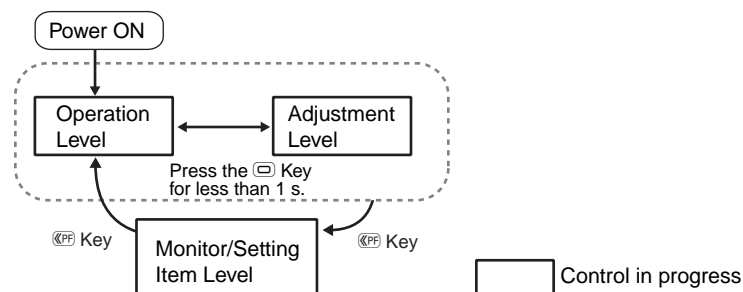 Power ON
Operation
Level
Adjustment
Level
Press the Key
for less than 1 s.
PF Key
PF Key
Monitor/Setting
Item Level
Control in progress